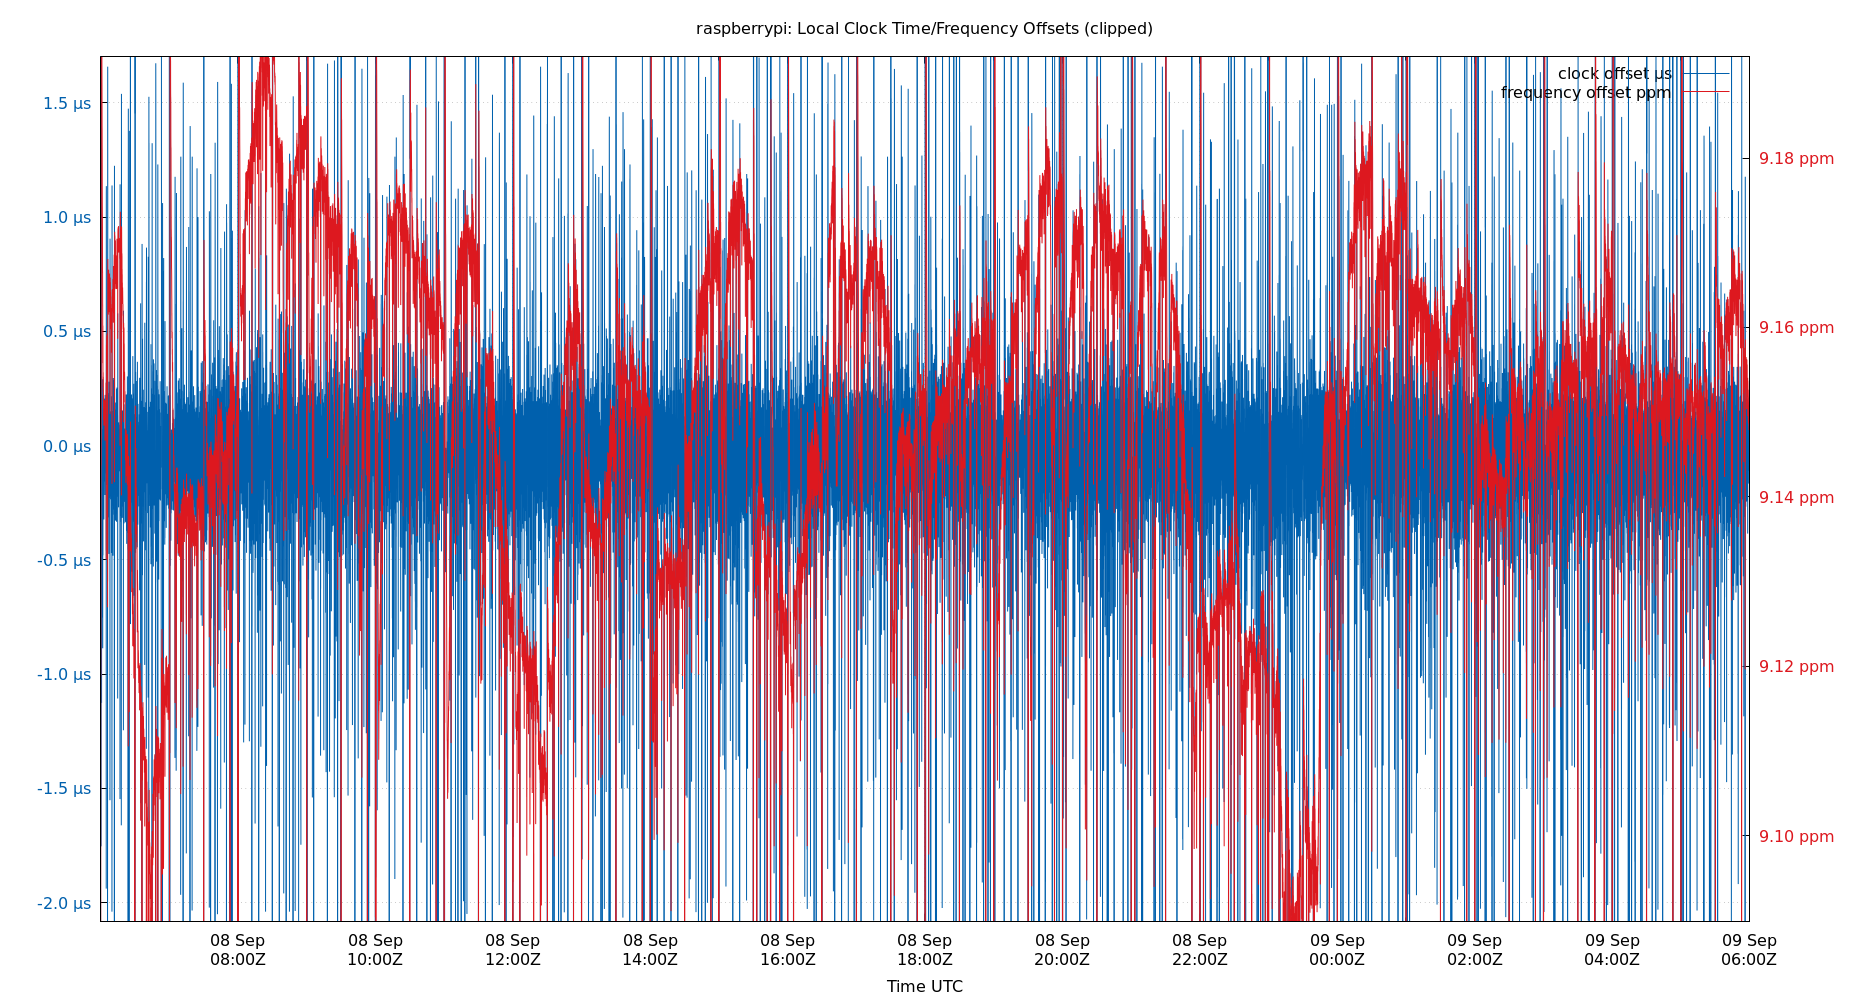 raspberrypi: Local Clock Time/Frequency Offsets (clipped)
clock offset µs
frequency offset ppm
1.5 µs
1.0 µs
0.5 µs
0.0 µs
-0.5 µs
-1.0 µs
-1.5 µs
-2.0 µs
9.18 ppm
9.16 ppm
9.14 ppm
9.12 ppm
9.10 ppm
08 Sep
08:00Z
08 Sep
10:00Z
08 Sep
12:00Z
08 Sep
14:00Z
08 Sep
16:00Z
08 Sep
18:00Z
08 Sep
20:00Z
08 Sep
22:00Z
09 Sep
00:00Z
09 Sep
02:00Z
09 Sep
04:00Z
09 Sep
06:00Z
Time UTC